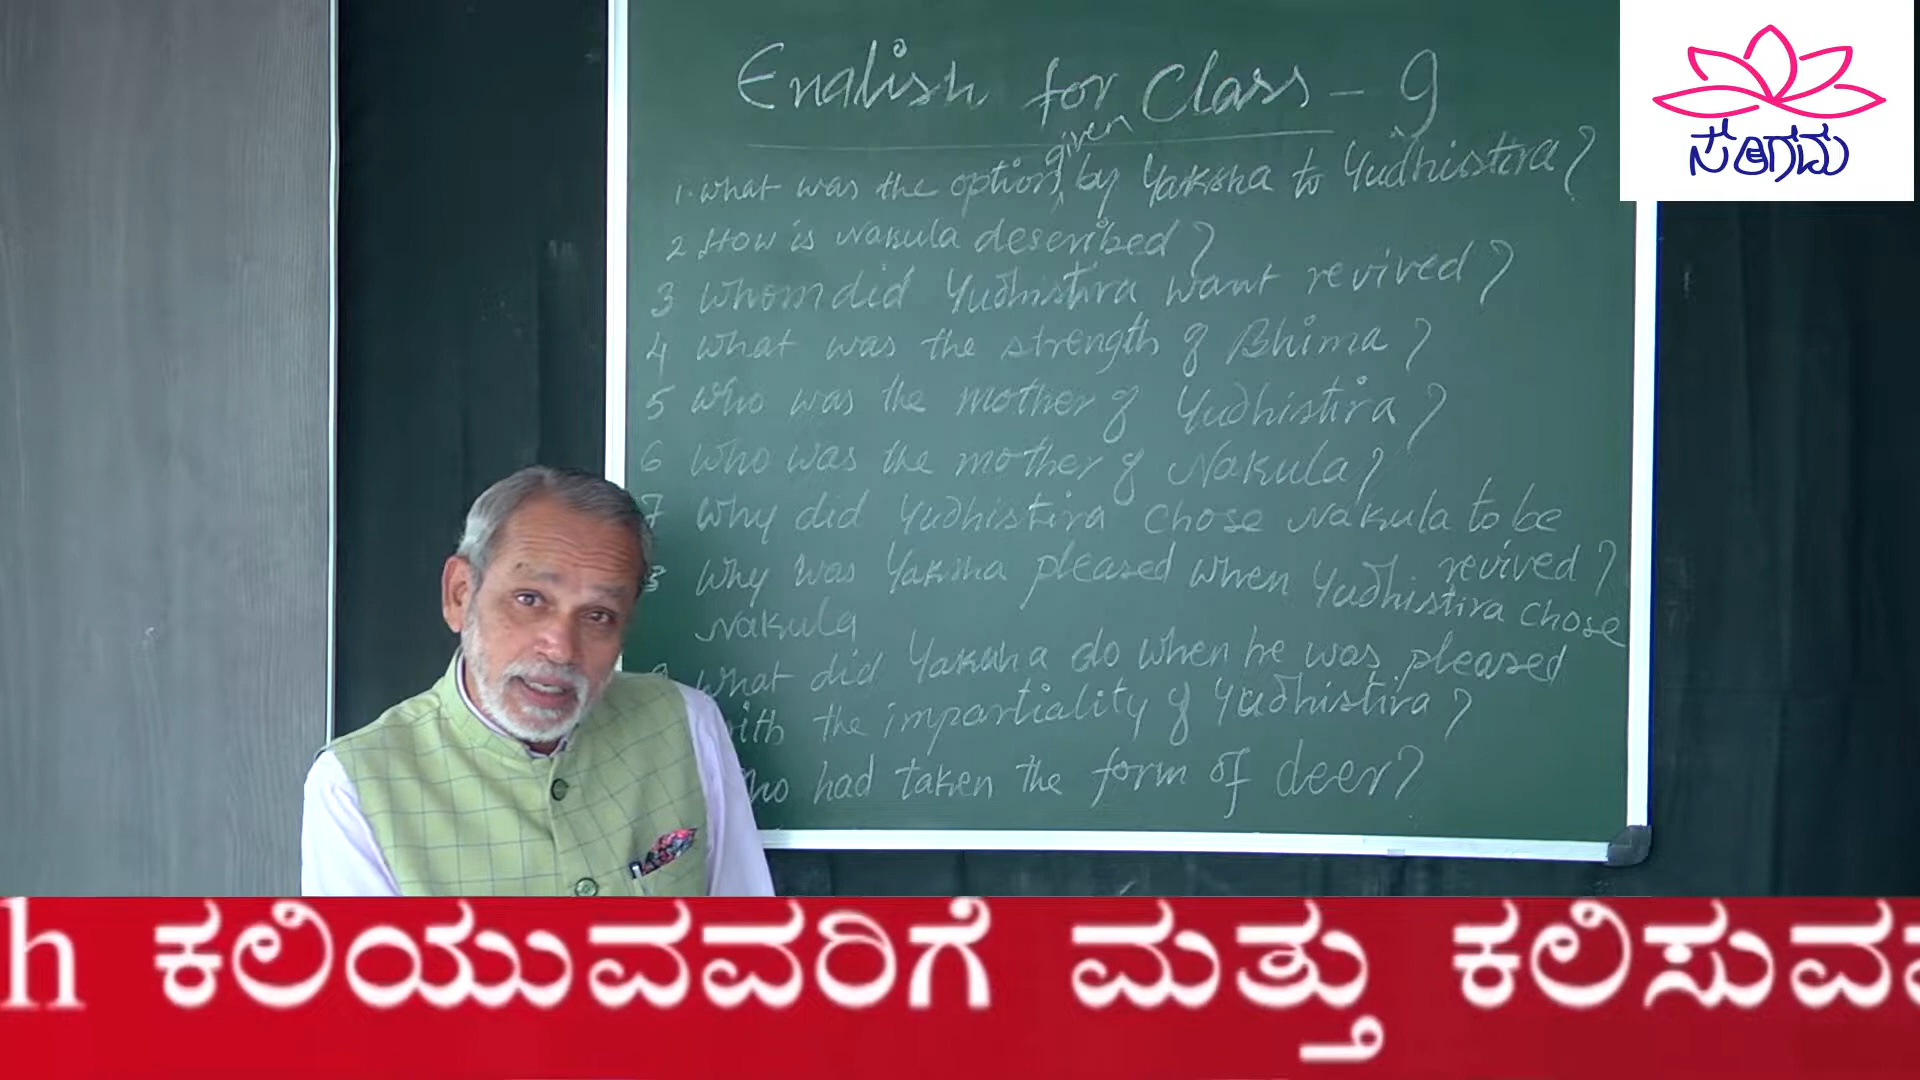 English for Class - 9
1. What was the option given by Yaksha to Yudhistira?
2 How is Nakula described?
3 Whom did Yudhistira want revived?
4 What was the strength of Bhima?
5 Who was the mother of Yudhistira?
6 Who was the mother of Nakula?
7 Why did Yudhistira chose Nakula to be
revived?
8 Why was Yaksha pleased when Yudhistira chose
Nakula
What did Yaksha do when he was pleased
with the impartiality of Yudhistira?
ho had taken the form of deer?
ಸರಿಗಮ
h ಕಲಿಯುವವರಿಗೆ ಮತ್ತು ಕಲಿಸುವವ